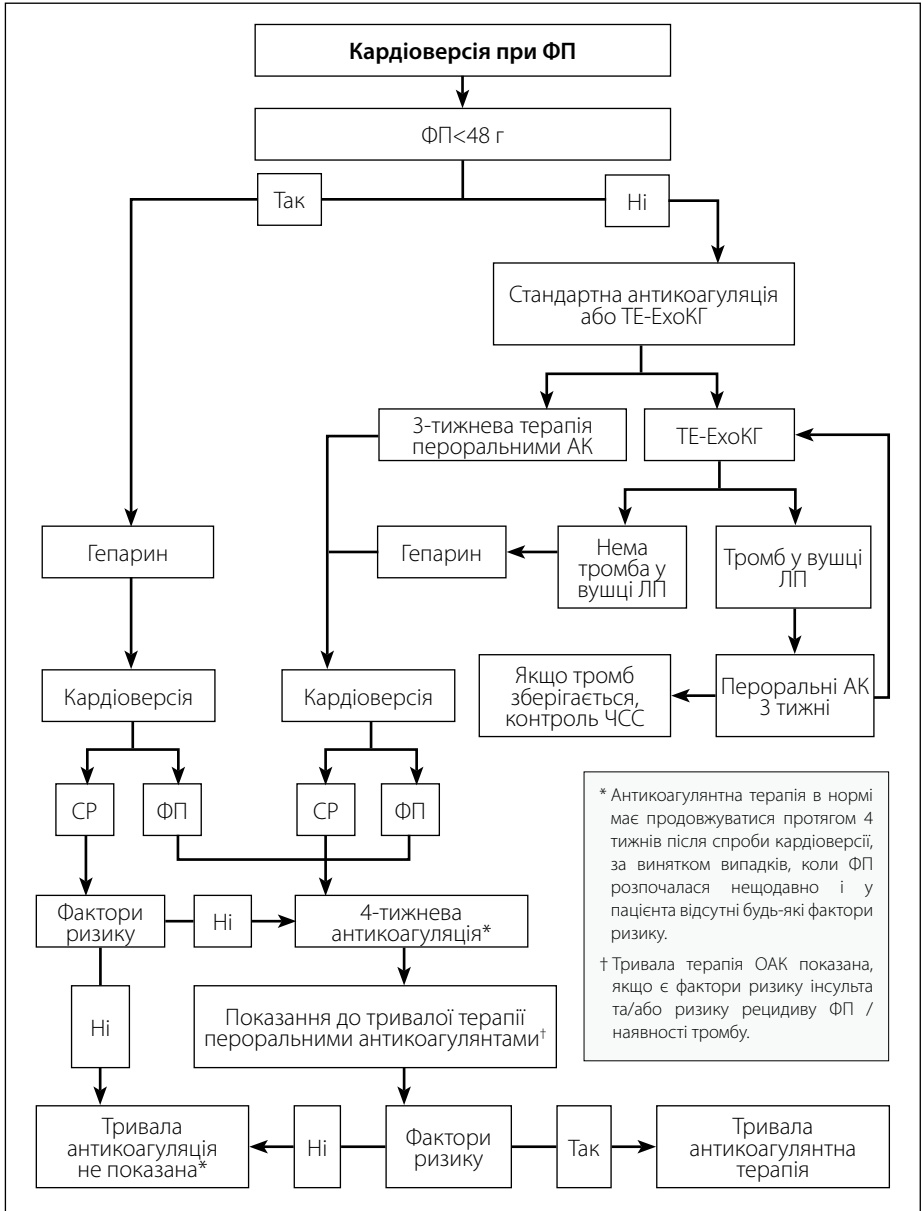 Кардіоверсія при ФП
ФП<48 г
Так
Ні
Стандартна антикоагуляція
або ТЕ-ЕхоКГ
3-тижнева терапія
пероральними АК
ТЕ-ЕхоКГ
Гепарин
Гепарин
Нема
тромба у
вушці ЛП
Тромб у вушці
ЛП
Кардіоверсія
Кардіоверсія
Якщо тромб
зберігається,
контроль ЧСС
Пероральні АК
3 тижні
СР
ФП
СР
ФП
* Антикоагулянтна терапія в нормі
має продовжуватися протягом 4
тижнів після спроби кардіоверсії,
за винятком випадків, коли ФП
розпочалася нещодавно і у
пацієнта відсутні будь-які фактори
ризику.
† Тривала терапія ОАК показана,
якщо є фактори ризику інсульта
та/або ризику рецидиву ФП /
наявності тромбу.
Фактори
ризику
Ні
4-тижнева
антикоагуляція*
Ні
Показання до тривалої терапії
пероральними антикоагулянтами†
Тривала
антикоагуляція
не показана*
Ні
Фактори
ризику
Так
Тривала
антикоагулянтна
терапія